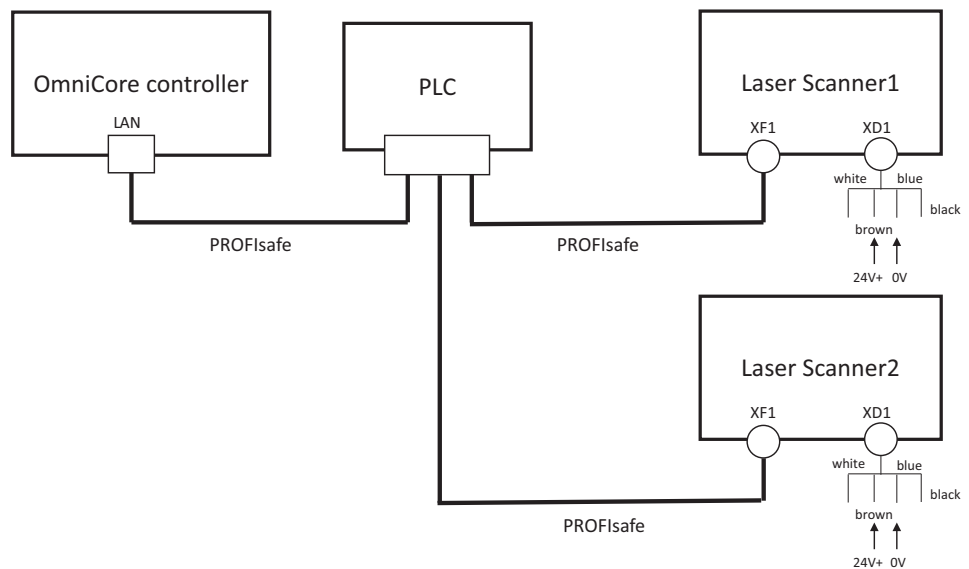 OmniCore controller
LAN
PLC
Laser Scanner1
XF1 XD1
white blue
black
brown
24V+ 0V
PROFIsafe
PROFIsafe
Laser Scanner2
XF1 XD1
white blue
black
brown
24V+ 0V
PROFIsafe